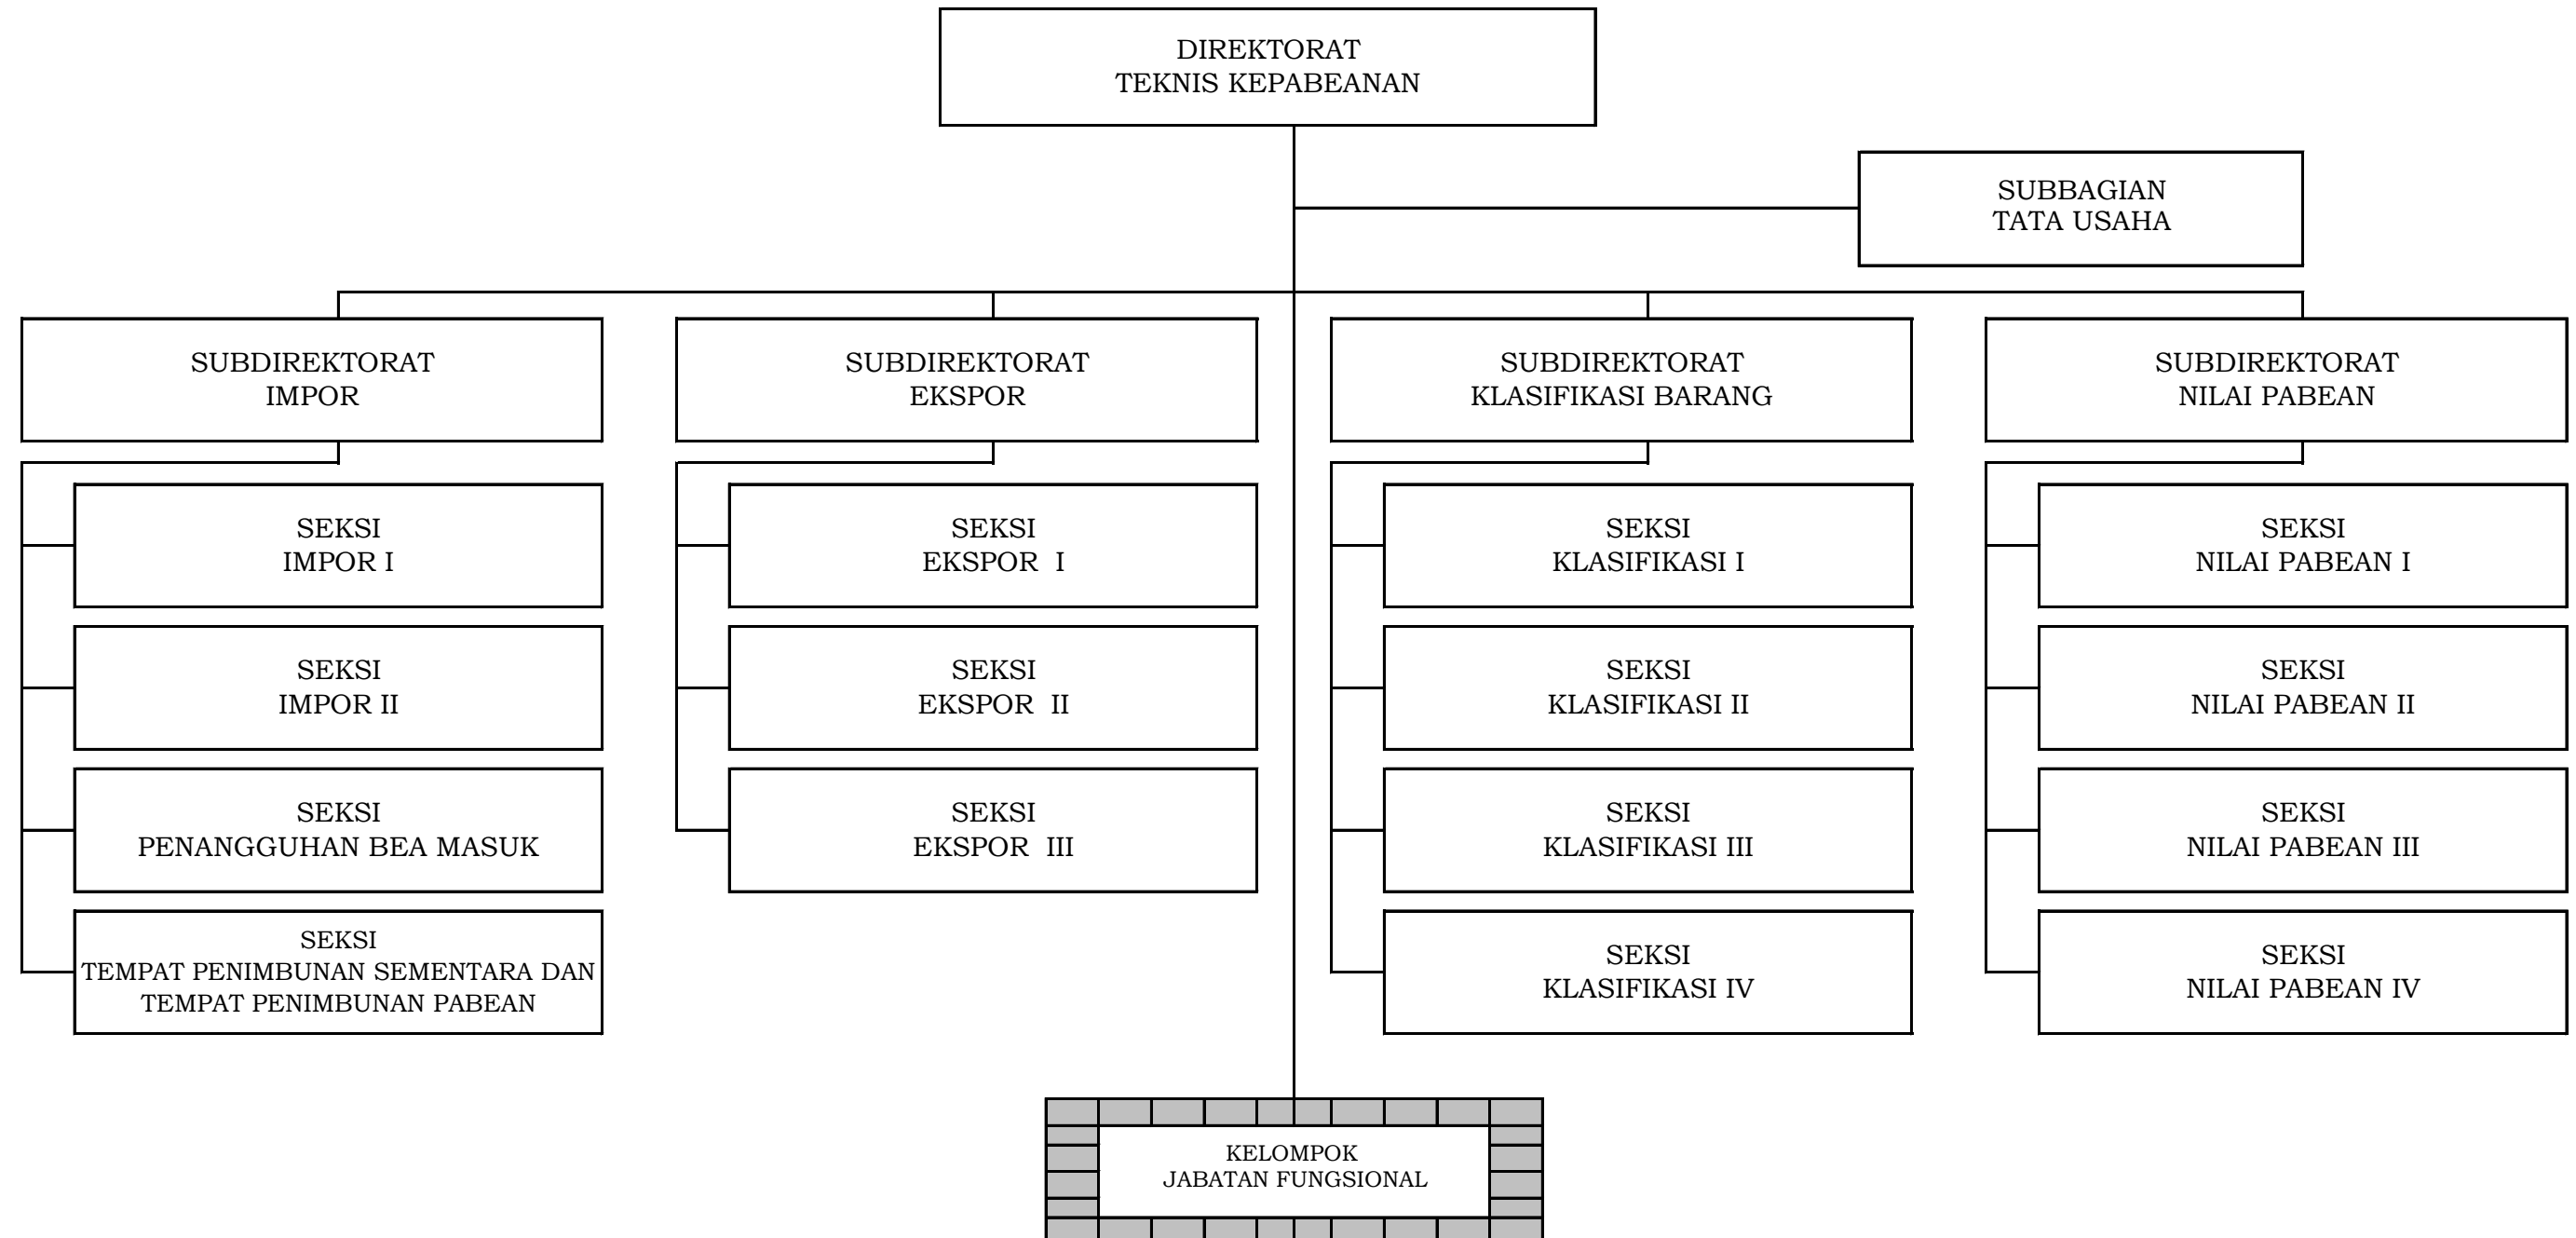 DIREKTORAT
TEKNIS KEPABEANAN
SUBBAGIAN
TATA USAHA
SUBDIREKTORAT
IMPOR
SUBDIREKTORAT
EKSPOR
SUBDIREKTORAT
KLASIFIKASI BARANG
SUBDIREKTORAT
NILAI PABEAN
SEKSI
IMPOR I
SEKSI
EKSPOR I
SEKSI
KLASIFIKASI I
SEKSI
NILAI PABEAN I
SEKSI
IMPOR II
SEKSI
EKSPOR II
SEKSI
KLASIFIKASI II
SEKSI
NILAI PABEAN II
SEKSI
PENANGGUHAN BEA MASUK
SEKSI
EKSPOR III
SEKSI
KLASIFIKASI III
SEKSI
NILAI PABEAN III
SEKSI
TEMPAT PENIMBUNAN SEMENTARA DAN
TEMPAT PENIMBUNAN PABEAN
SEKSI
KLASIFIKASI IV
SEKSI
NILAI PABEAN IV
KELOMPOK
JABATAN FUNGSIONAL